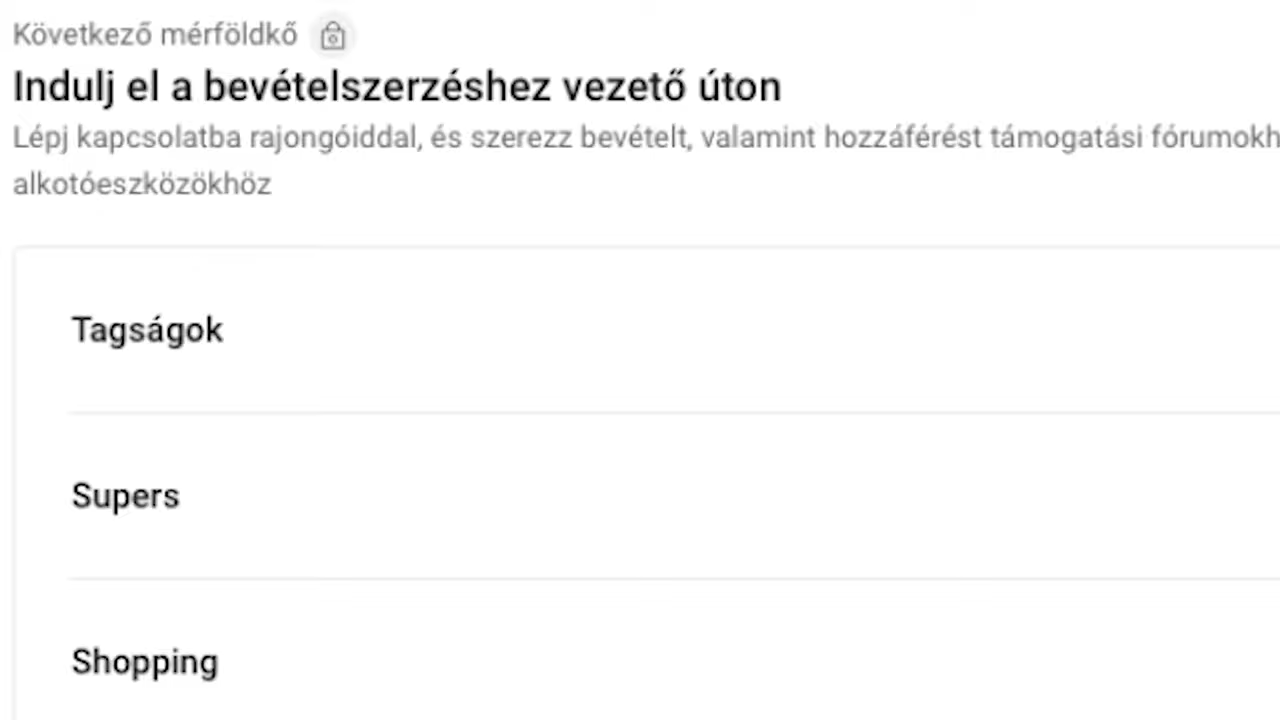 Következő mérföldkő
Indulj el a bevételszerzéshez vezető úton
Lépj kapcsolatba rajongóiddal, és szerezz bevételt, valamint hozzáférést támogatási
alkotóeszközökhöz
Tagságok
Supers
Shopping